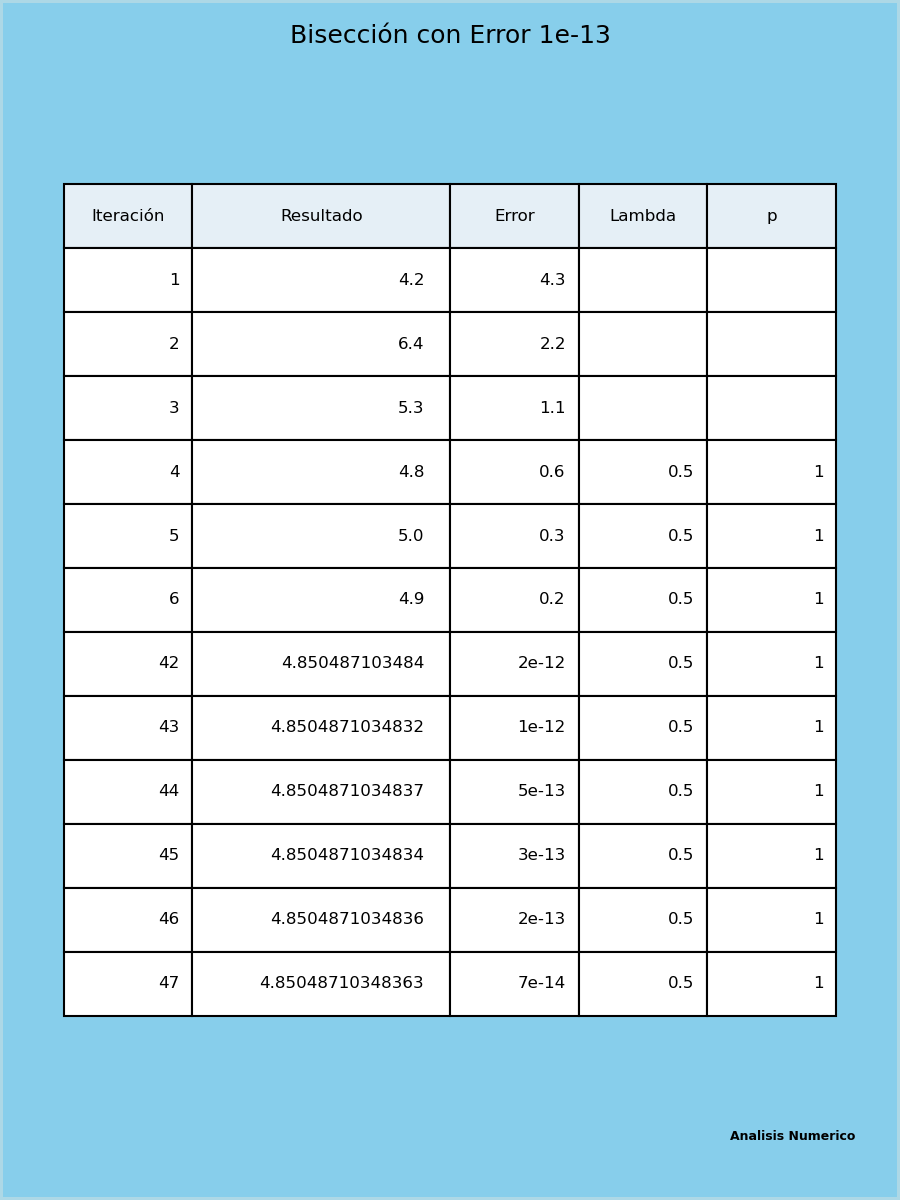 Bisección con Error 1e-13
Iteración Resultado Error Lambda p
1 4.2 4.3
2 6.4 2.2
3 5.3 1.1
4 4.8 0.6 0.5 1
5 5.0 0.3 0.5 1
6 4.9 0.2 0.5 1
42 4.850487103484 2e-12 0.5 1
43 4.8504871034832 1e-12 0.5 1
44 4.8504871034837 5e-13 0.5 1
45 4.8504871034834 3e-13 0.5 1
46 4.8504871034836 2e-13 0.5 1
47 4.85048710348363 7e-14 0.5 1
Analisis Numerico